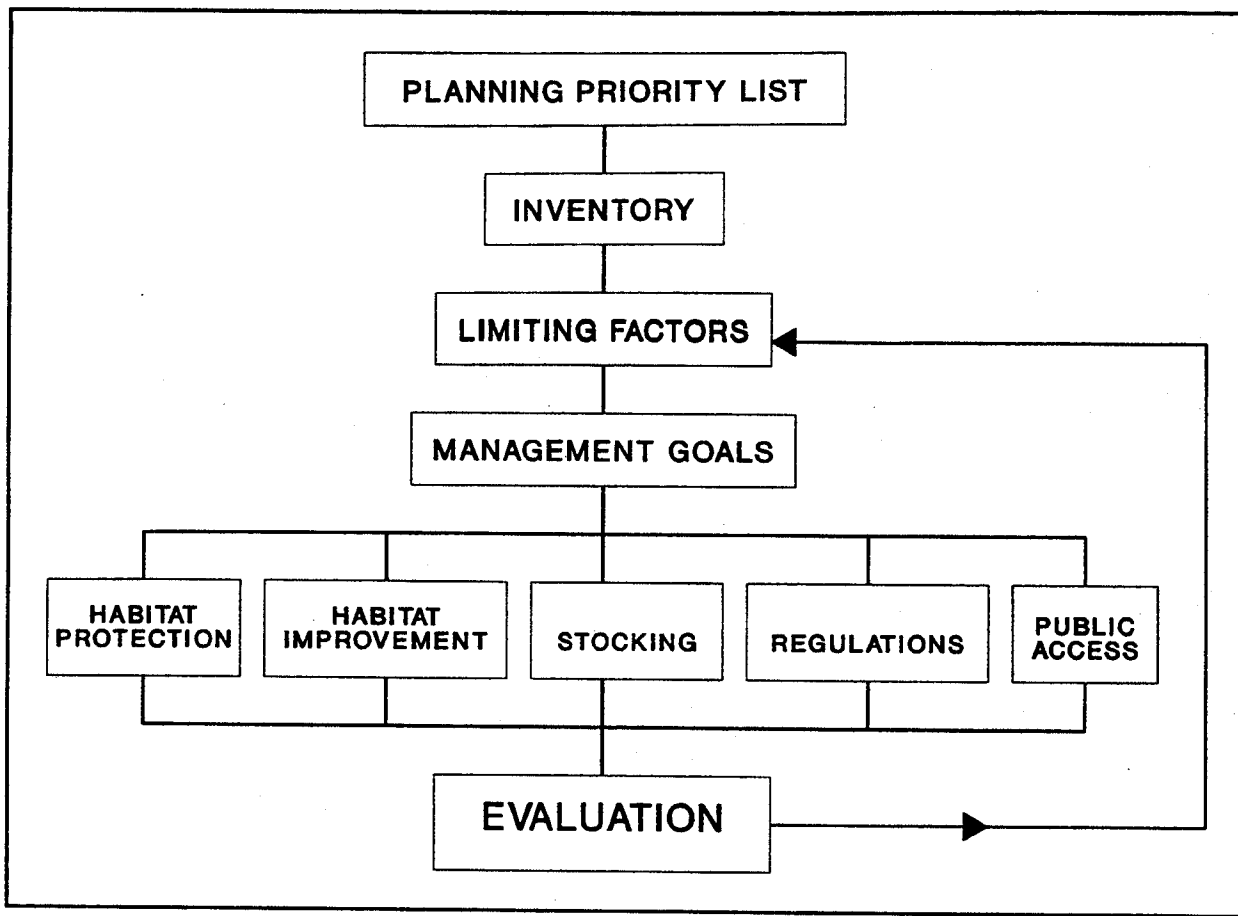 PLANNING PRIORITY LIST
INVENTORY
LIMITING FACTORS
MANAGEMENT GOALS
HABITAT
PROTECTION
HABITAT
IMPROVEMENT
STOCKING
REGULATIONS
PUBLIC
ACCESS
EVALUATION